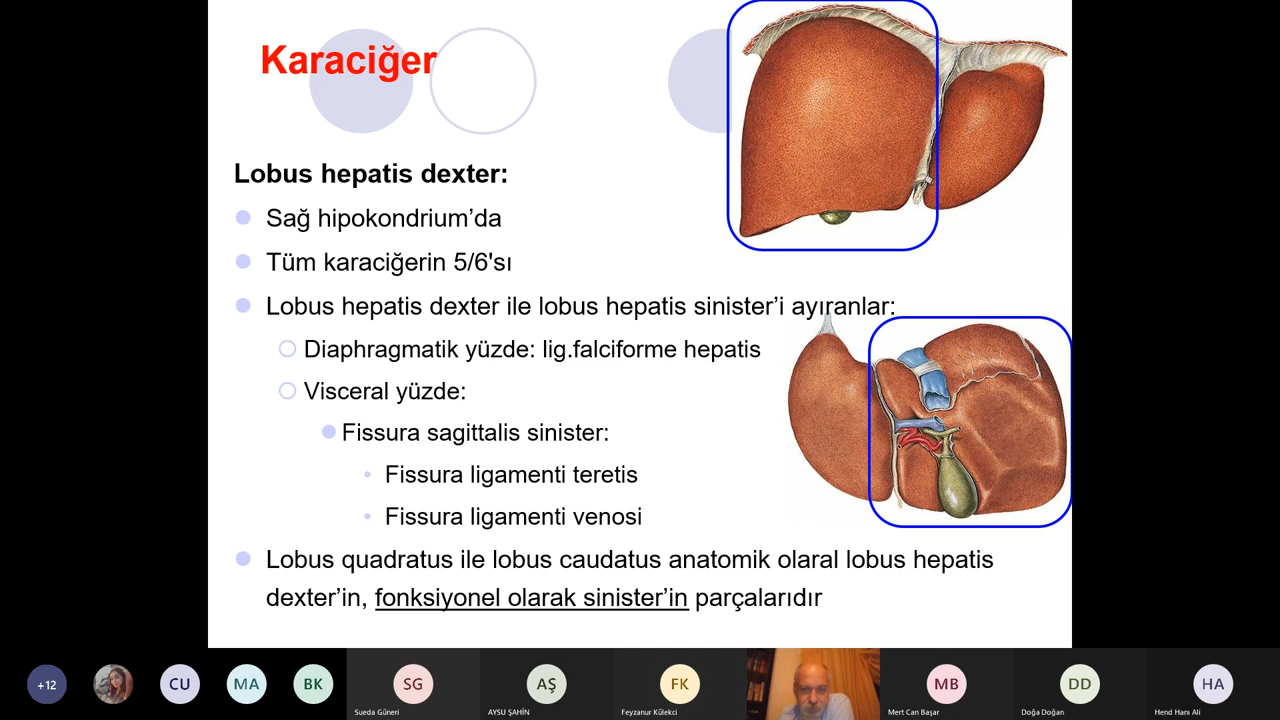 Karaciğer
Lobus hepatis dexter:
Sağ hipokondrium’da
Tüm karaciğerin 5/6'sı
Lobus hepatis dexter ile lobus hepatis sinister’i ayıranlar:
Diaphragmatik yüzde: lig.falciforme hepatis
Visceral yüzde:
Fissura sagittalis sinister:
Fissura ligamenti teretis
Fissura ligamenti venosi
Lobus quadratus ile lobus caudatus anatomik olaral lobus hepatis
dexter’in, fonksiyonel olarak sinister’in parçalarıdır
+12
CU
MA
BK
SG
AŞ
FK
MB
DD
HA
Sueda Güneri
AYSU ŞAHİN
Feyzanur Külekci
Mert Can Başar
Doğa Doğan
Hend Hanı Ali